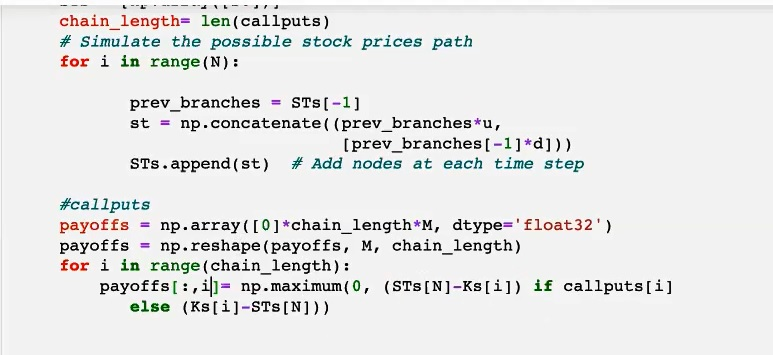 chain_length= len(callputs)
# Simulate the possible stock prices path
for i in range(N):
prev_branches = STs[-1]
st = np.concatenate((prev_branches*u,
[prev_branches[-1]*d]))
STs.append(st)  # Add nodes at each time step
#callputs
payoffs = np.array([0]*chain_length*M, dtype='float32')
payoffs = np.reshape(payoffs, M, chain_length)
for i in range(chain_length):
payoffs[:,i]= np.maximum(0, (STs[N]-Ks[i]) if callputs[i]
else (Ks[i]-STs[N]))